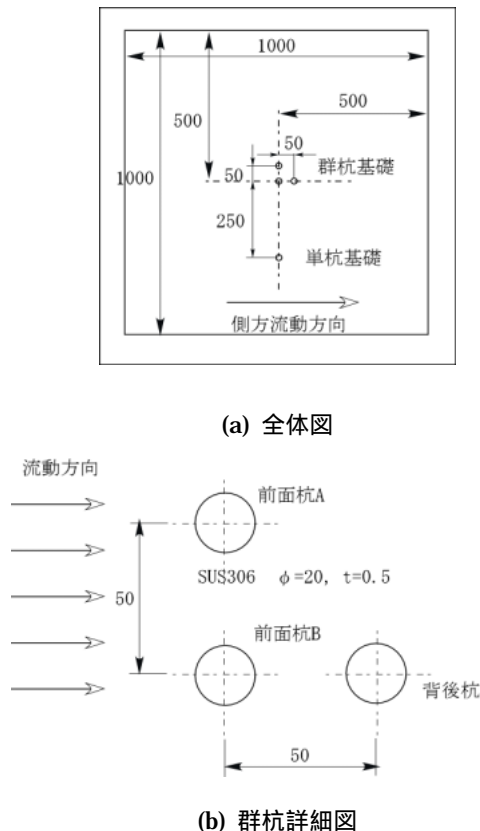 1000
500
500
50
群杭基礎
1000
50
250
単杭基礎
側方流動方向
(a) 全体図
流動方向
前面杭A
SUS306 φ=20, t=0.5
50
前面杭B
背後杭
50
(b) 群杭詳細図